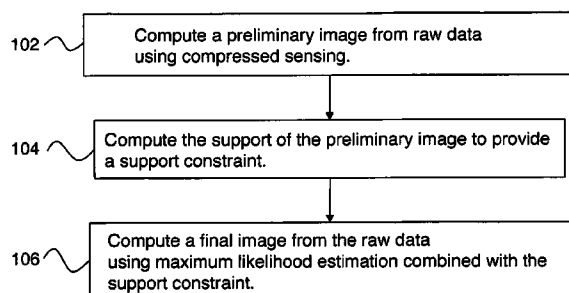 102
Compute a preliminary image from raw data
using compressed sensing.
104
Compute the support of the preliminary image to provide
a support constraint.
106
Compute a final image from the raw data
using maximum likelihood estimation combined with the
support constraint.